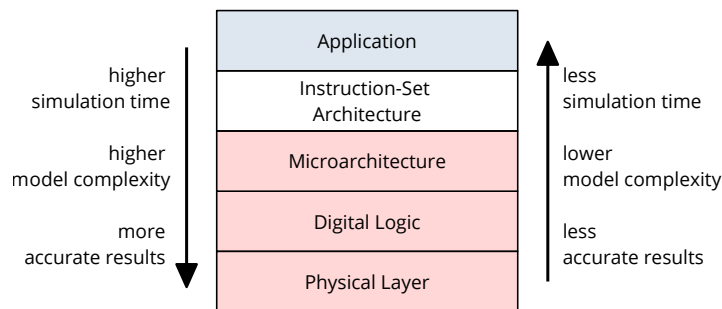 Application
Instruction-Set
Architecture
Microarchitecture
Digital Logic
Physical Layer
higher
simulation time
higher
model complexity
more
accurate results
less
simulation time
lower
model complexity
less
accurate results